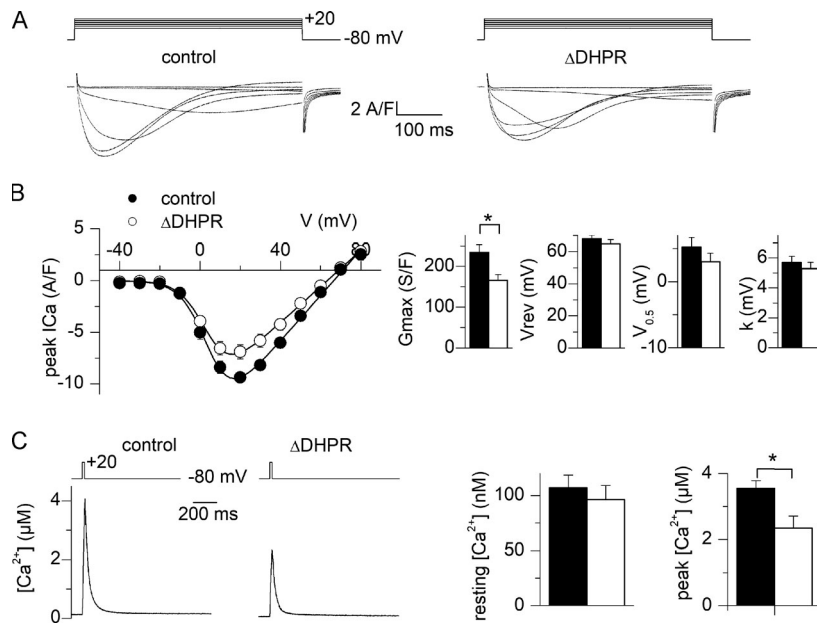 A
+20
-80 mV
control
ΔDHPR
2 A/F
100 ms
B
control
ΔDHPR
V (mV)
peak ICa (A/F)
5
0
-5
-10
-40
0
40
80
*
Gmax (S/F)
200
100
0
Vrev (mV)
60
40
20
0
V0.5 (mV)
0
-10
k (mV)
6
4
2
0
C
control
ΔDHPR
+20
-80 mV
200 ms
[Ca2+] (μM)
4
2
0
resting [Ca2+] (nM)
100
50
0
*
peak [Ca2+] (μM)
4
2
0